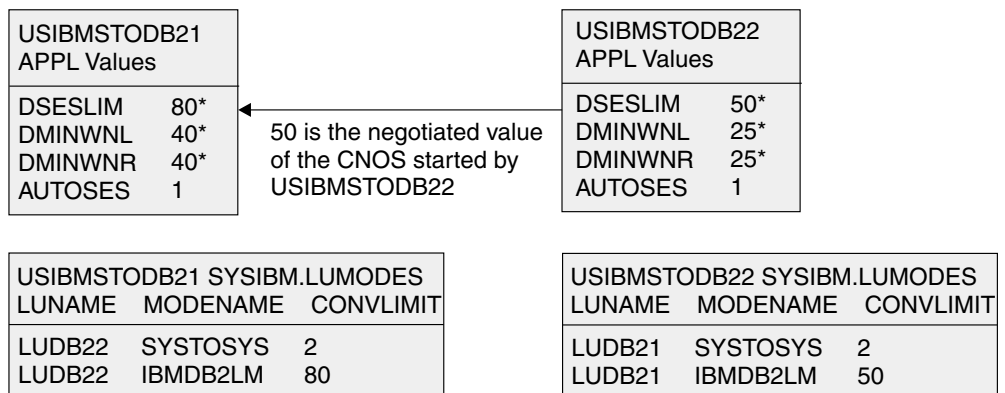 USIBMSTODB21
APPL Values
DSESLIM 80*
DMINWNL 40*
DMINWNR 40*
AUTOSES 1
50 is the negotiated value
of the CNOS started by
USIBMSTODB22
USIBMSTODB22
APPL Values
DSESLIM 50*
DMINWNL 25*
DMINWNR 25*
AUTOSES 1
USIBMSTODB21 SYSIBM.LUMODES
LUNAME MODENAME CONVLIMIT
LUDB22 SYSTOSYS 2
LUDB22 IBMDB2LM 80
USIBMSTODB22 SYSIBM.LUMODES
LUNAME MODENAME CONVLIMIT
LUDB21 SYSTOSYS 2
LUDB21 IBMDB2LM 50